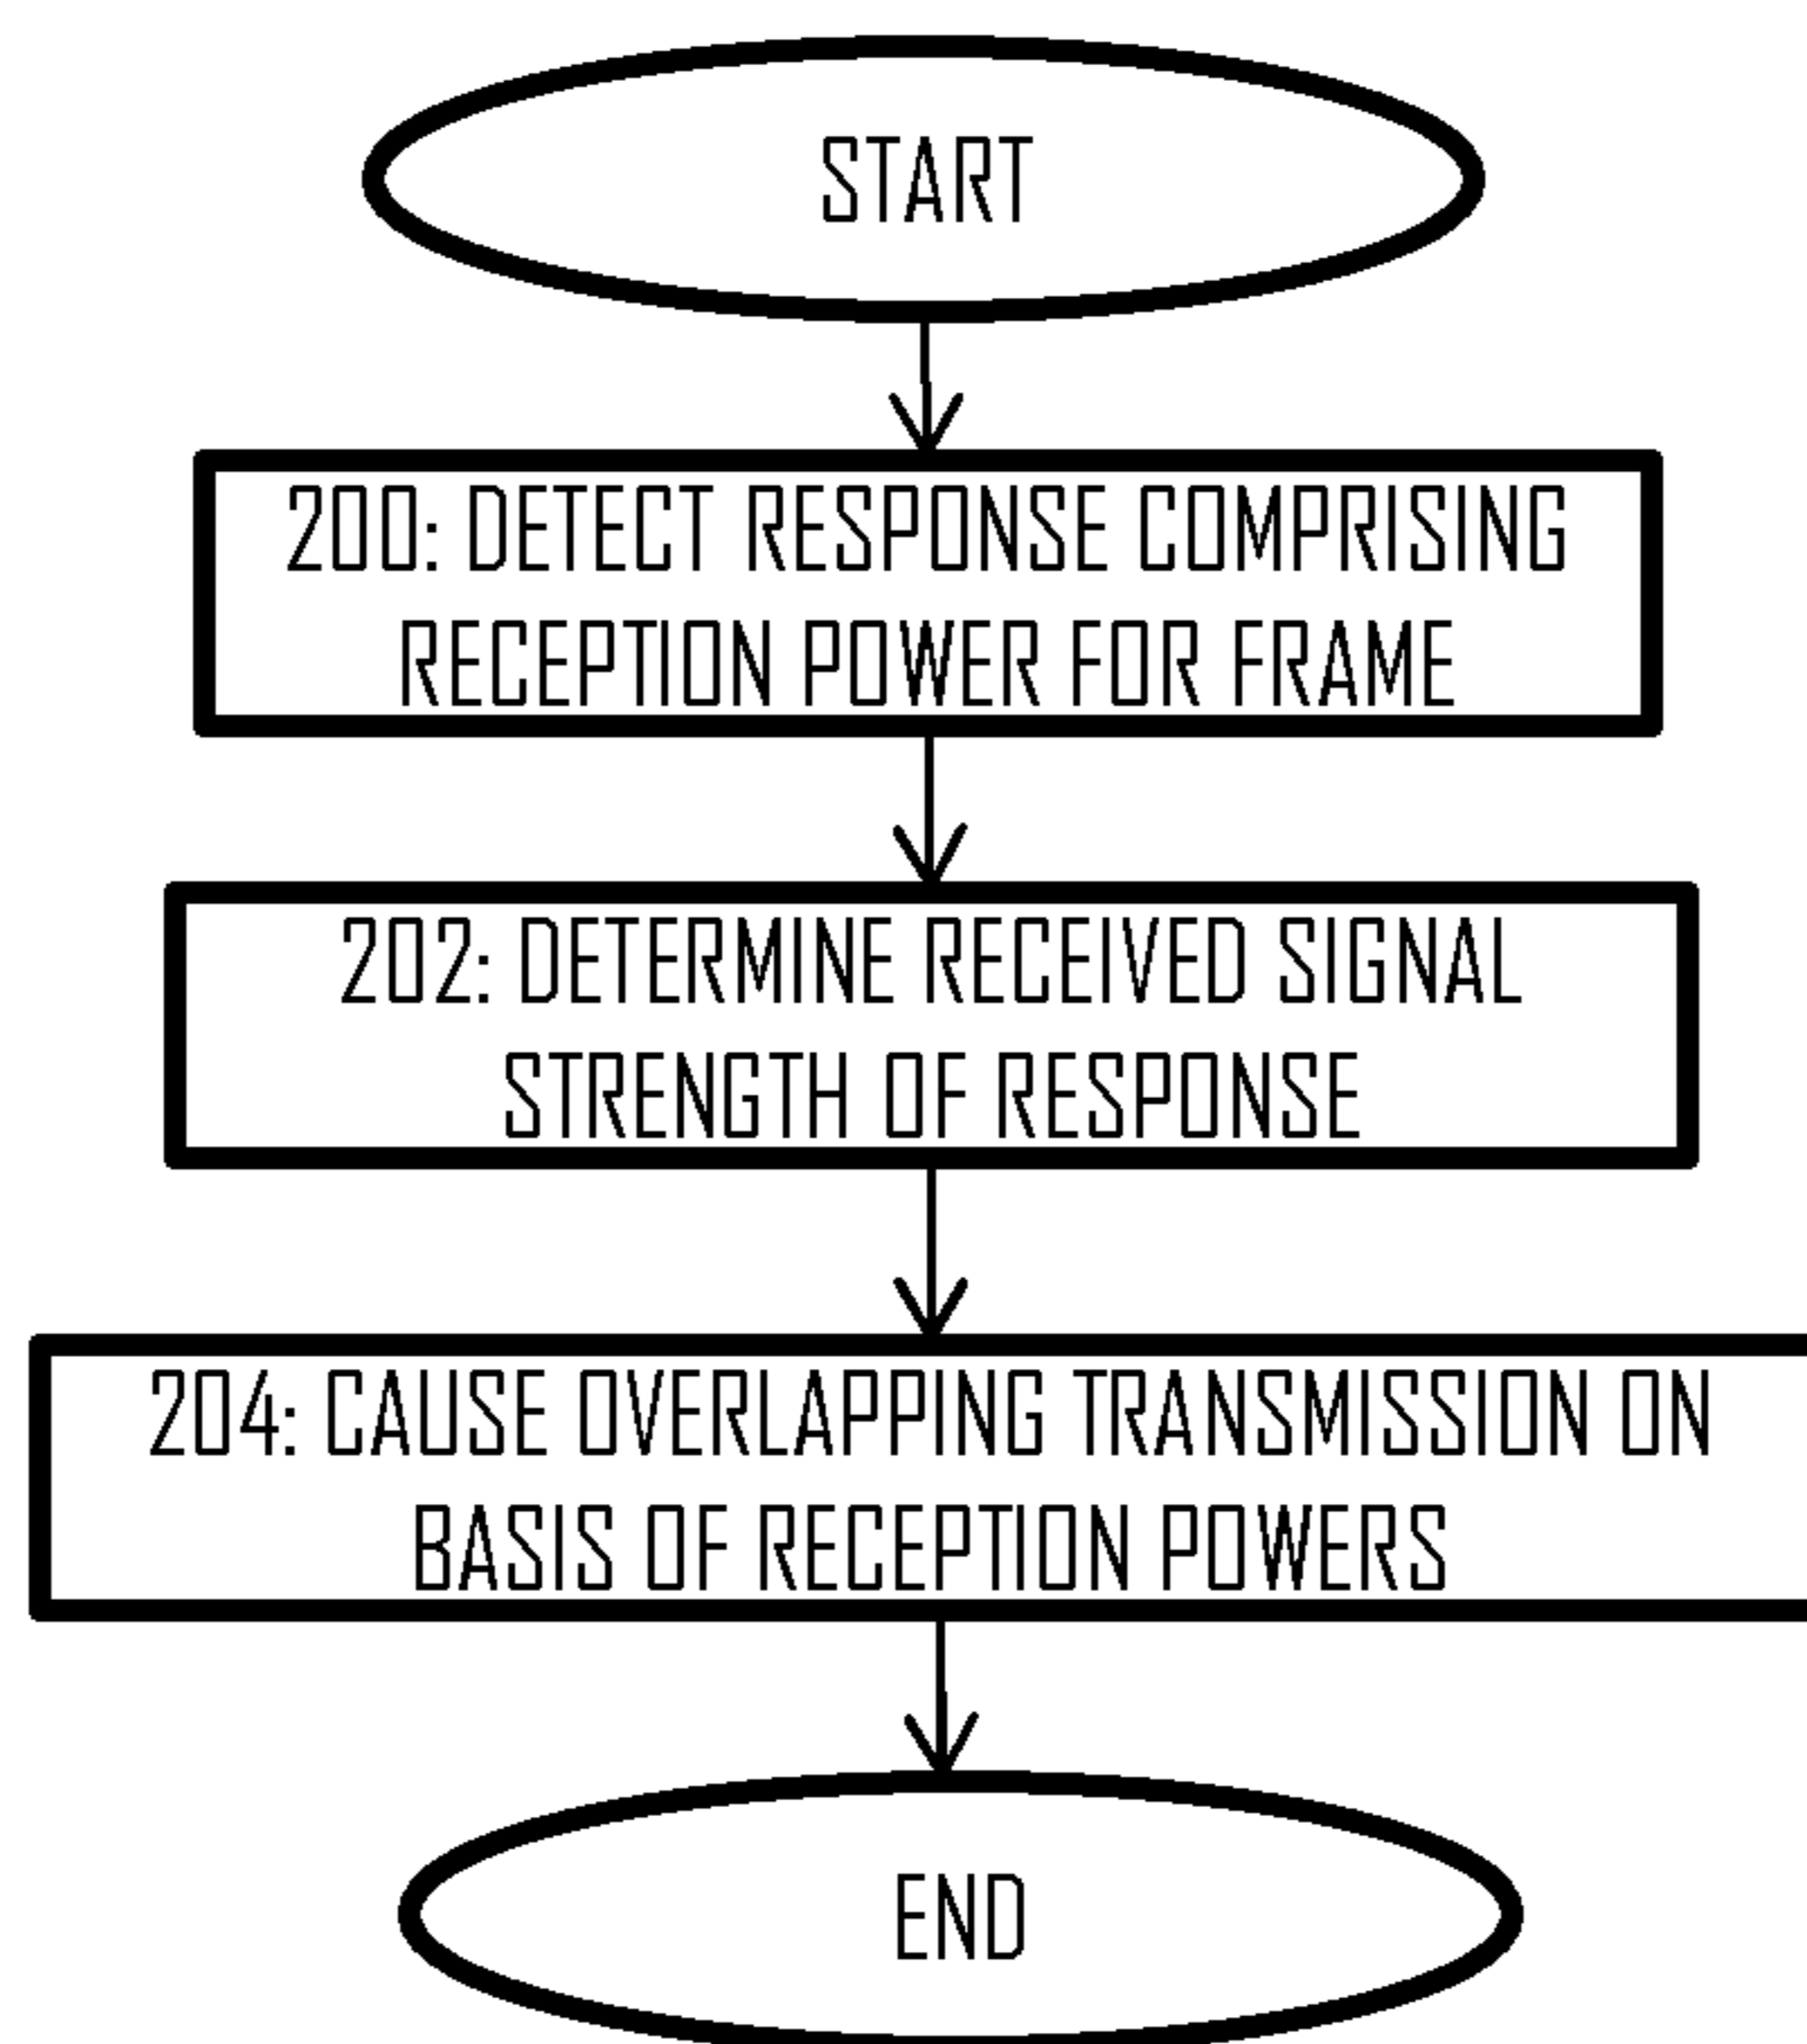 START
200: DETECT RESPONSE COMPRISING
RECEPTION POWER FOR FRAME
202: DETERMINE RECEIVED SIGNAL
STRENGTH OF RESPONSE
204: CAUSE OVERLAPPING TRANSMISSION ON
BASIS OF RECEPTION POWERS
END